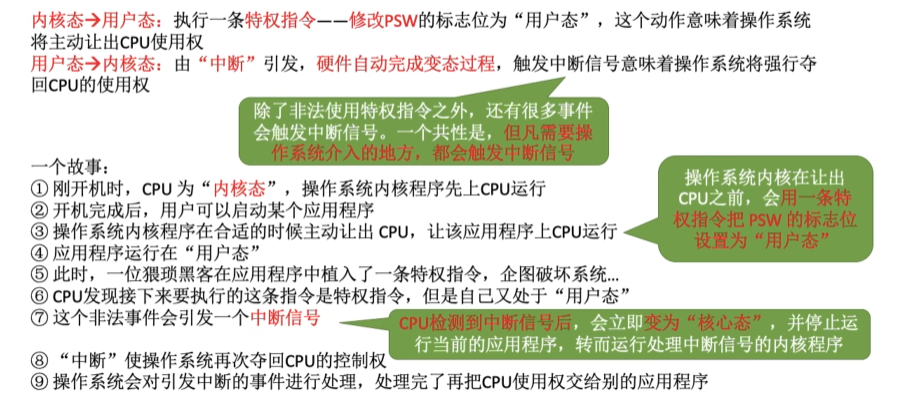 内核态→用户态：执行一条特权指令——修改PSW的标志位为“用户态”，这个动作意味着操作系统
将主动让出CPU使用权
用户态→内核态：由“中断”引发，硬件自动完成变态过程，触发中断信号意味着操作系统将强行夺
回CPU的使用权
除了非法使用特权指令之外，还有很多事件
会触发中断信号。一个共性是，但凡需要操
作系统介入的地方，都会触发中断信号
一个故事：
① 刚开机时，CPU 为“内核态”，操作系统内核程序先上CPU运行
② 开机完成后，用户可以启动某个应用程序
③ 操作系统内核程序在合适的时候主动让出 CPU，让该应用程序上CPU运行
操作系统内核在让出
CPU之前，会用一条特
权指令把 PSW 的标志位
设置为“用户态”
④ 应用程序运行在“用户态”
⑤ 此时，一位猥琐黑客在应用程序中植入了一条特权指令，企图破坏系统...
⑥ CPU发现接下来要执行的这条指令是特权指令，但是自己又处于“用户态”
⑦ 这个非法事件会引发一个中断信号
CPU检测到中断信号后，会立即变为“核心态”，并停止运
行当前的应用程序，转而运行处理中断信号的内核程序
⑧ “中断”使操作系统再次夺回CPU的控制权
⑨ 操作系统会对引发中断的事件进行处理，处理完了再把CPU使用权交给别的应用程序